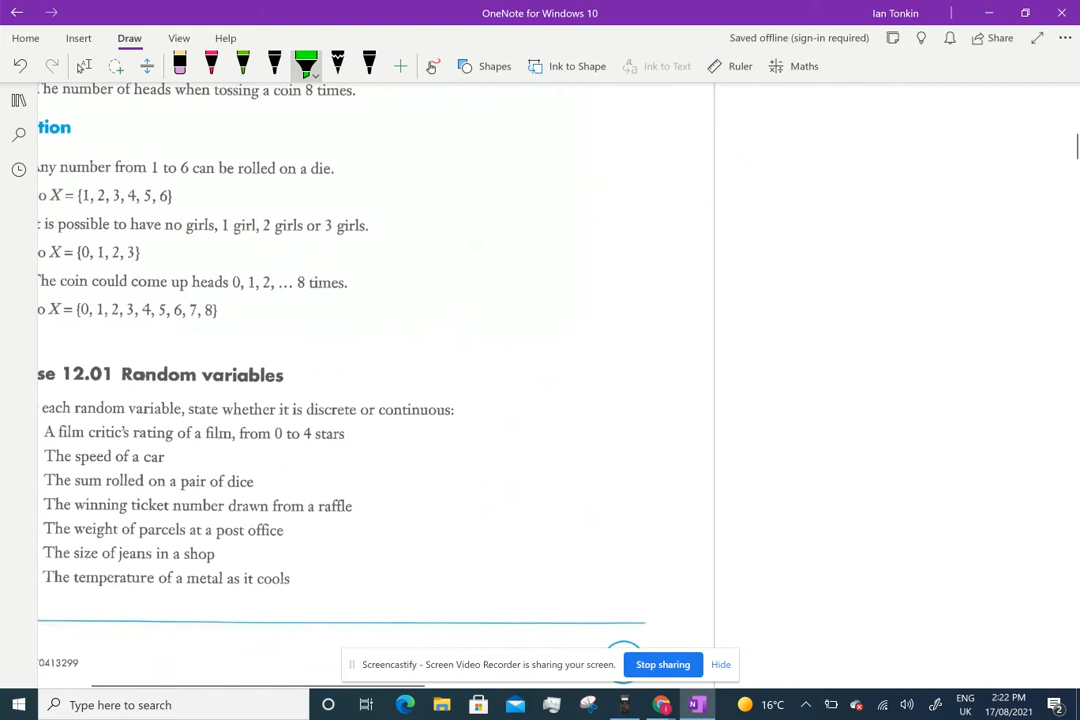 OneNote for Windows 10
Ian Tonkin
Home Insert Draw View Help
Saved offline (sign-in required)
Share
Shapes
Ink to Shape
Ink to Text
Ruler
Maths
he number of heads when tossing a coin 8 times.
tion
ny number from 1 to 6 can be rolled on a die.
o X = {1, 2, 3, 4, 5, 6}
t is possible to have no girls, 1 girl, 2 girls or 3 girls.
o X = {0, 1, 2, 3}
The coin could come up heads 0, 1, 2, … 8 times.
o X = {0, 1, 2, 3, 4, 5, 6, 7, 8}
se 12.01 Random variables
each random variable, state whether it is discrete or continuous:
A film critic's rating of a film, from 0 to 4 stars
The speed of a car
The sum rolled on a pair of dice
The winning ticket number drawn from a raffle
The weight of parcels at a post office
The size of jeans in a shop
The temperature of a metal as it cools
70413299
Screencastify - Screen Video Recorder is sharing your screen.
Stop sharing
Hide
Type here to search
16°C
ENG
UK
2:22 PM
17/08/2021
2